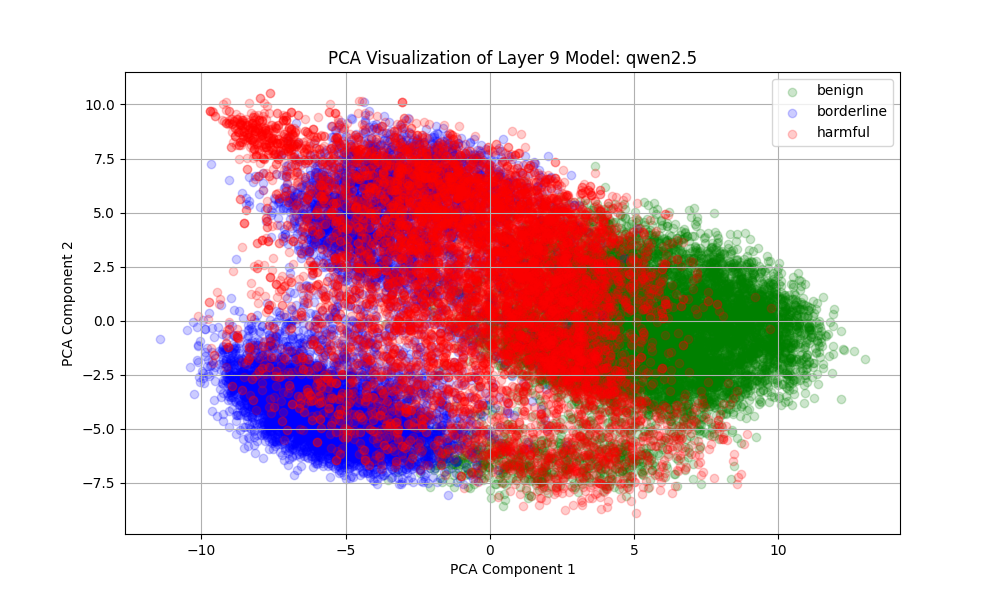 PCA Visualization of Layer 9 Model: qwen2.5
benign
borderline
harmful
10.0
7.5
5.0
2.5
0.0
−2.5
−5.0
−7.5
PCA Component 2
−10
−5
0
5
10
PCA Component 1